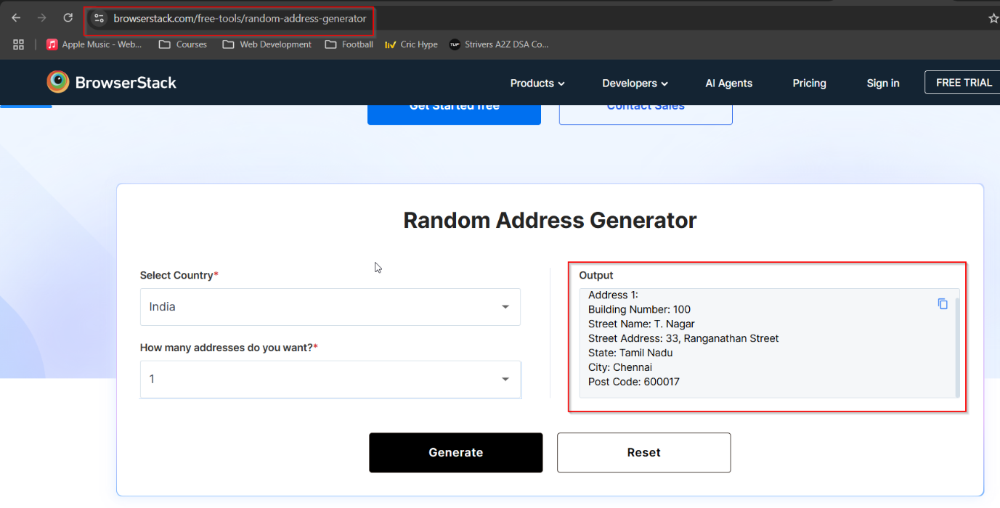 browserstack.com/free-tools/random-address-generator
Apple Music - Web... Courses Web Development Football liv Cric Hype TUF Strivers A2Z DSA Co...
BrowserStack Products Developers AI Agents Pricing Sign in FREE TRIAL
Get Started free Contact Sales
Random Address Generator
Select Country*
India
How many addresses do you want?*
1
Output
Address 1:
Building Number: 100
Street Name: T. Nagar
Street Address: 33, Ranganathan Street
State: Tamil Nadu
City: Chennai
Post Code: 600017
Generate Reset